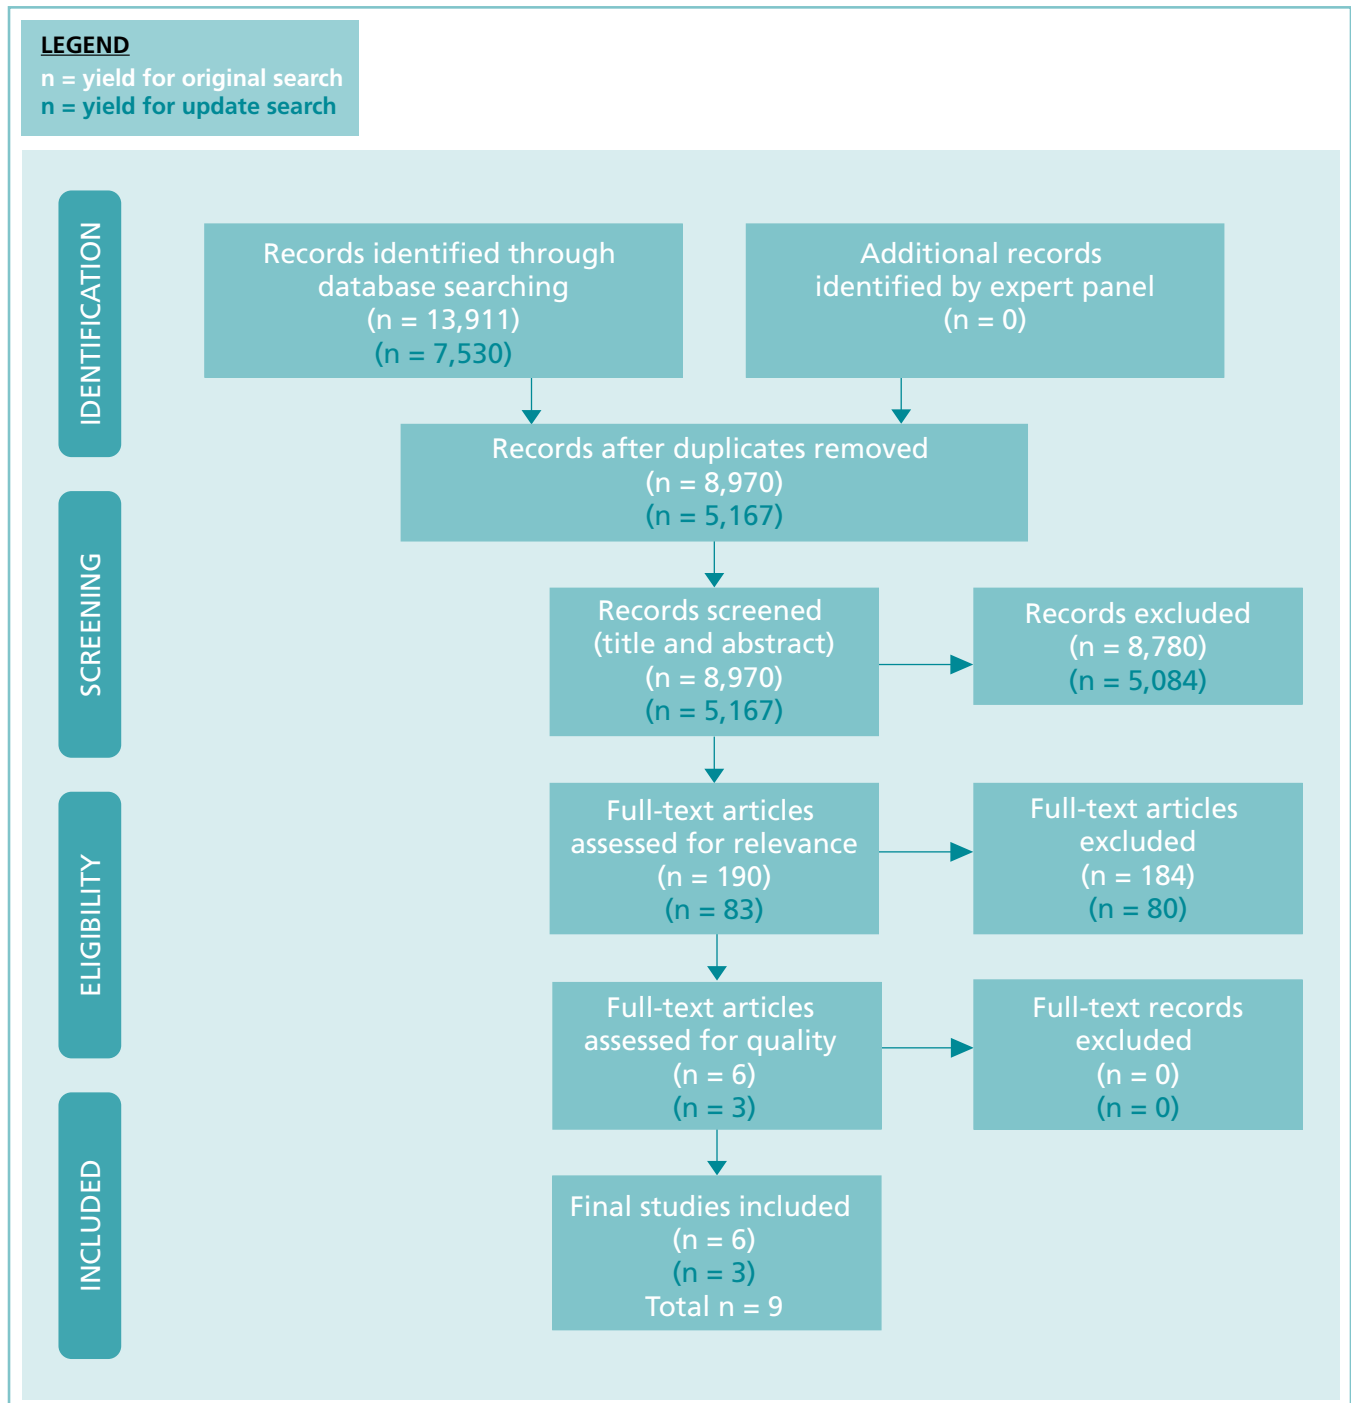 LEGEND
n = yield for original search
n = yield for update search
IDENTIFICATION
Records identified through
database searching
(n = 13,911)
(n = 7,530)
Additional records
identified by expert panel
(n = 0)
Records after duplicates removed
(n = 8,970)
(n = 5,167)
SCREENING
Records screened
(title and abstract)
(n = 8,970)
(n = 5,167)
Records excluded
(n = 8,780)
(n = 5,084)
ELIGIBILITY
Full-text articles
assessed for relevance
(n = 190)
(n = 83)
Full-text articles
excluded
(n = 184)
(n = 80)
Full-text articles
assessed for quality
(n = 6)
(n = 3)
Full-text records
excluded
(n = 0)
(n = 0)
INCLUDED
Final studies included
(n = 6)
(n = 3)
Total n = 9